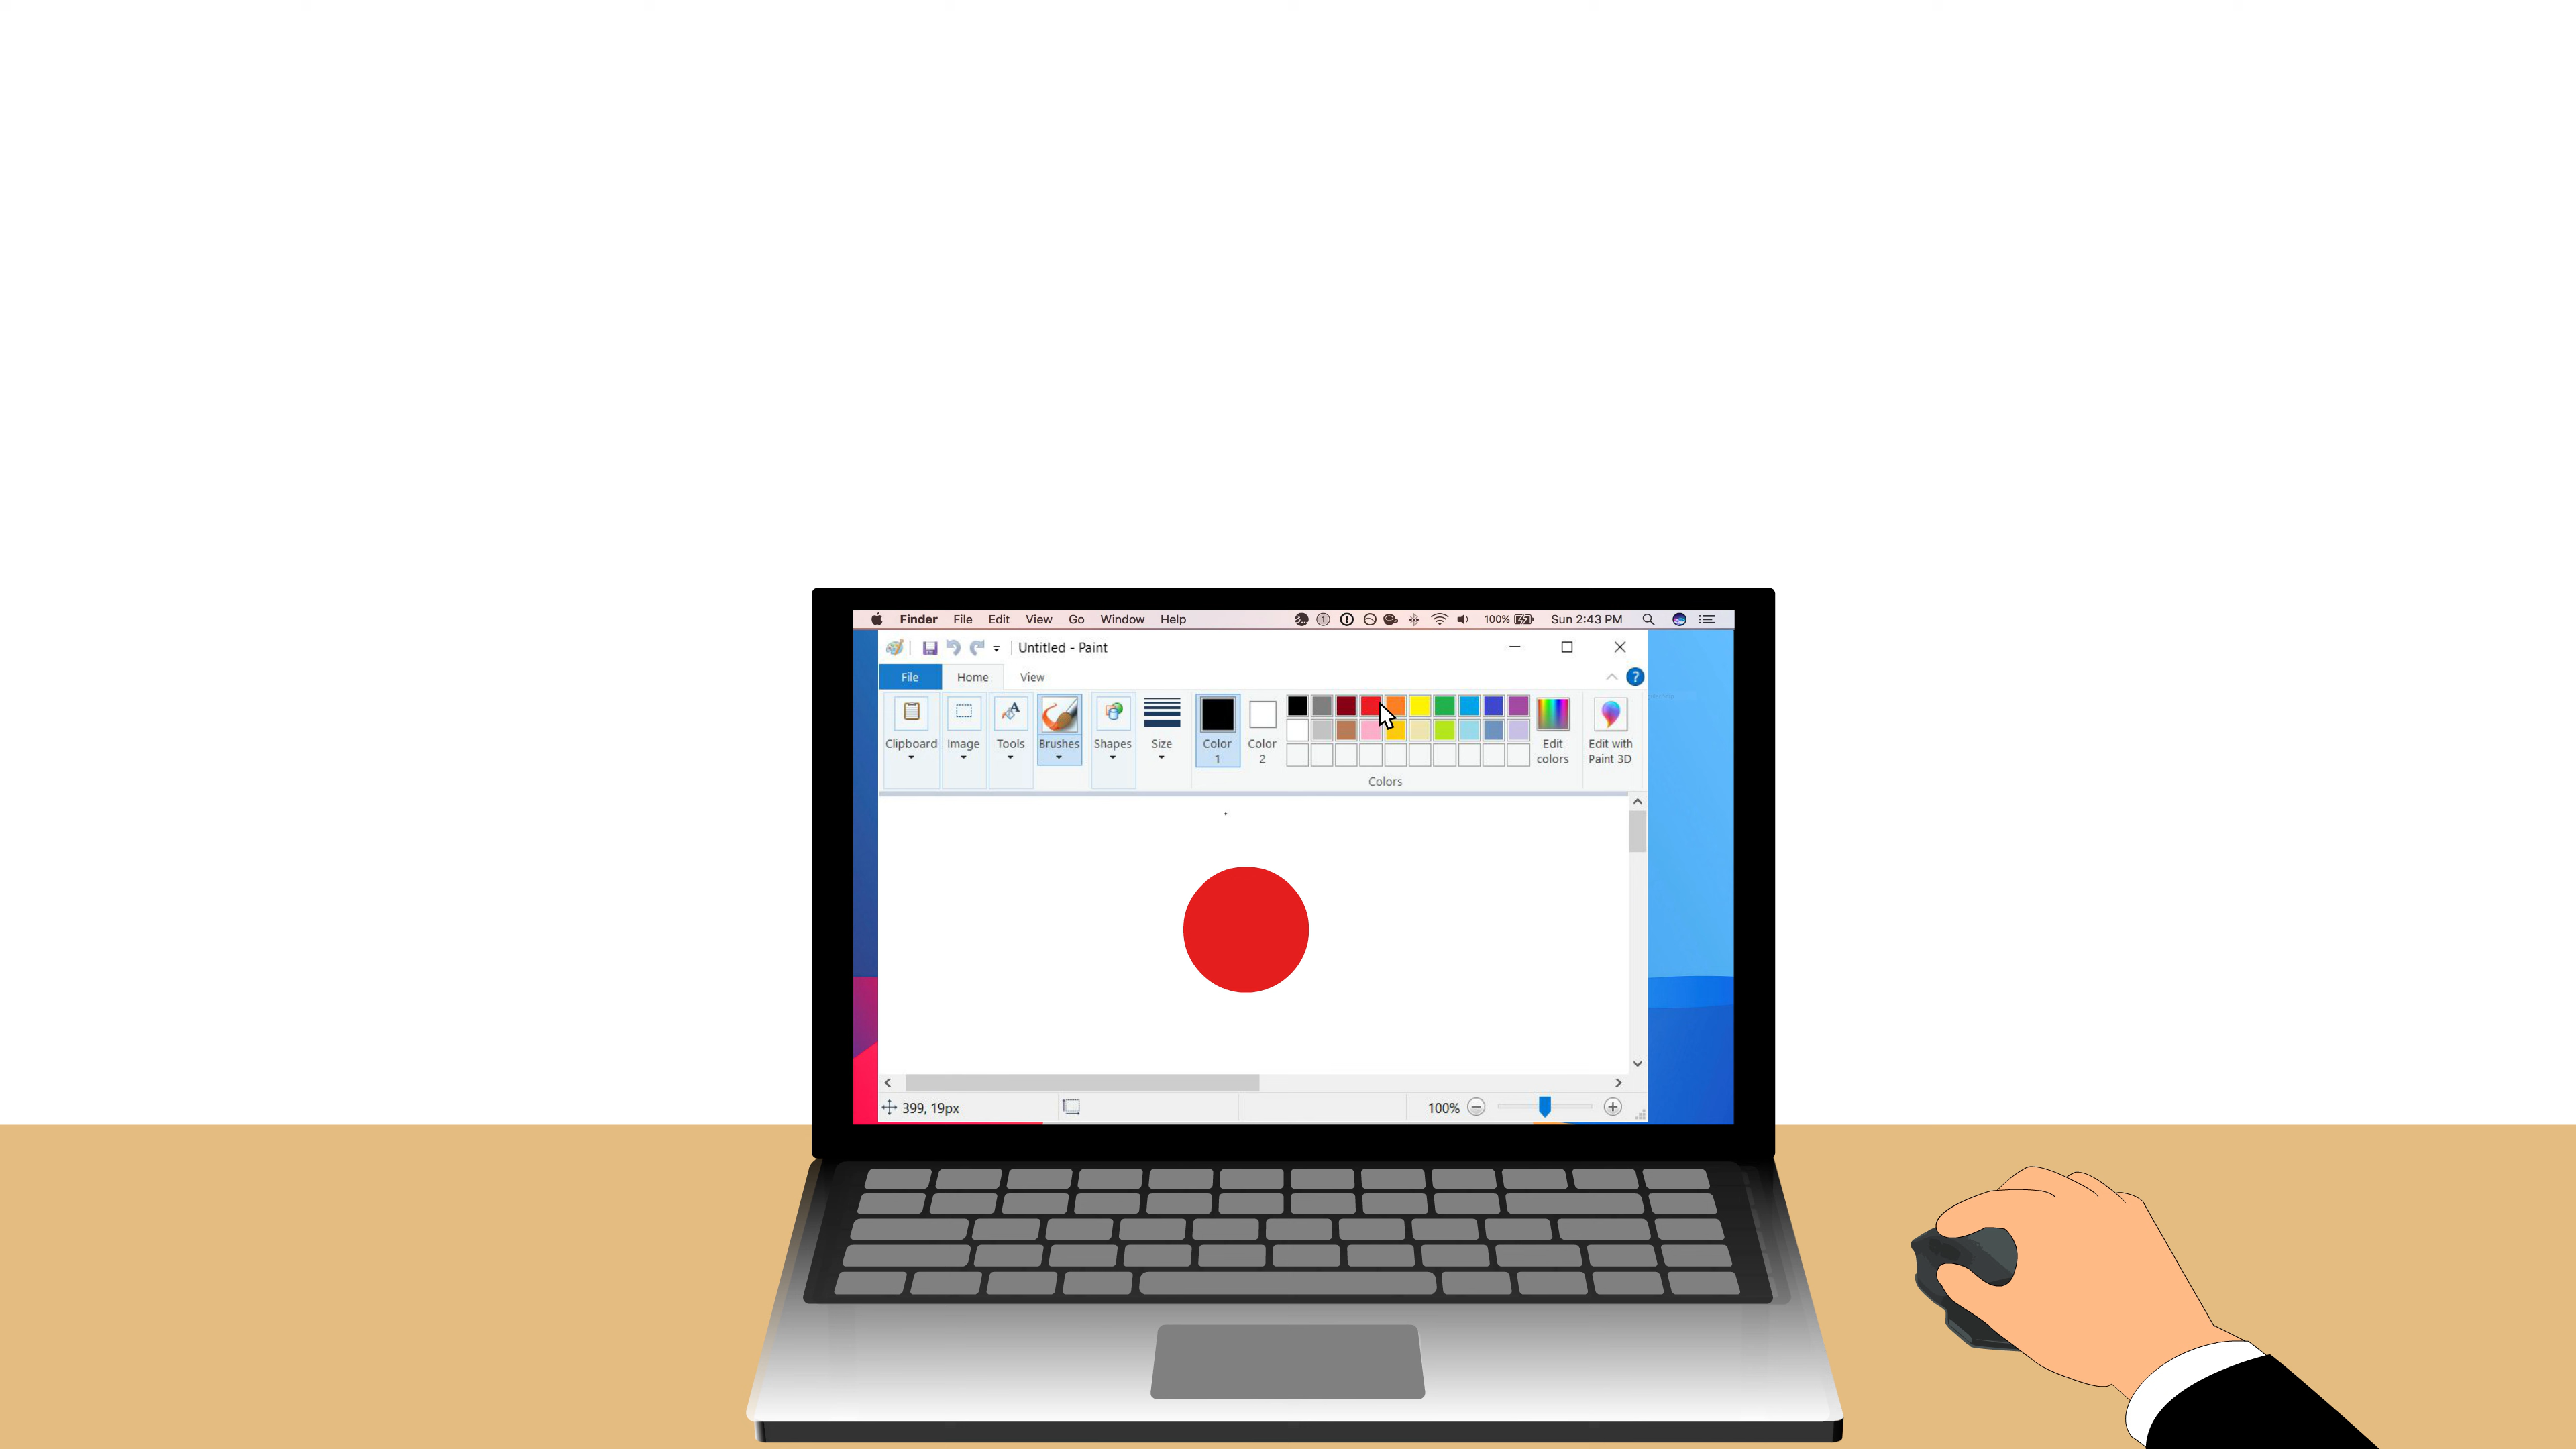 Finder File Edit View Go Window Help 100% Sun 2:43 PM
Untitled - Paint
File Home View
Clipboard Image Tools Brushes Shapes Size Color 1 Color 2 Edit colors Edit with Paint 3D
Colors
399, 19px 100%